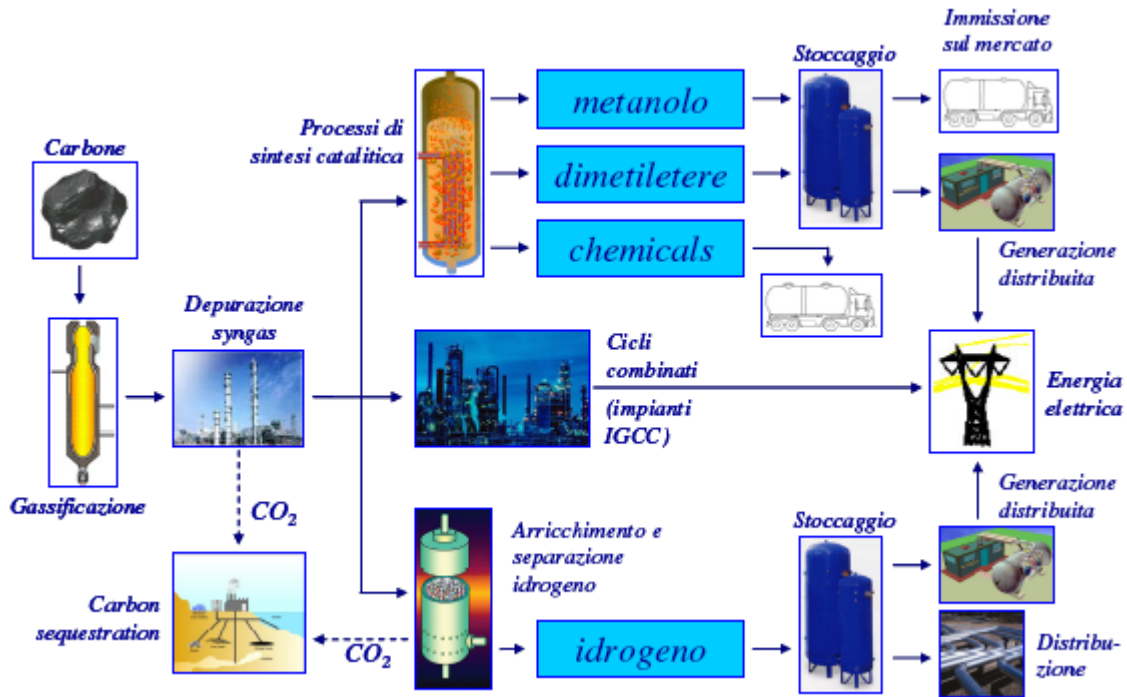 Immissione
sul mercato
Stoccaggio
metanolo
Processi di
sintesi catalitica
Carbone
dimetiletere
chemicals
Generazione
distribuita
Depurazione
syngas
Cicli
combinati
(impianti
IGCC)
Energia
elettrica
Gassificazione
CO2
Generazione
distribuita
Stoccaggio
Arricchimento e
separazione
idrogeno
Carbon
sequestration
CO2
idrogeno
Distribu-
zione